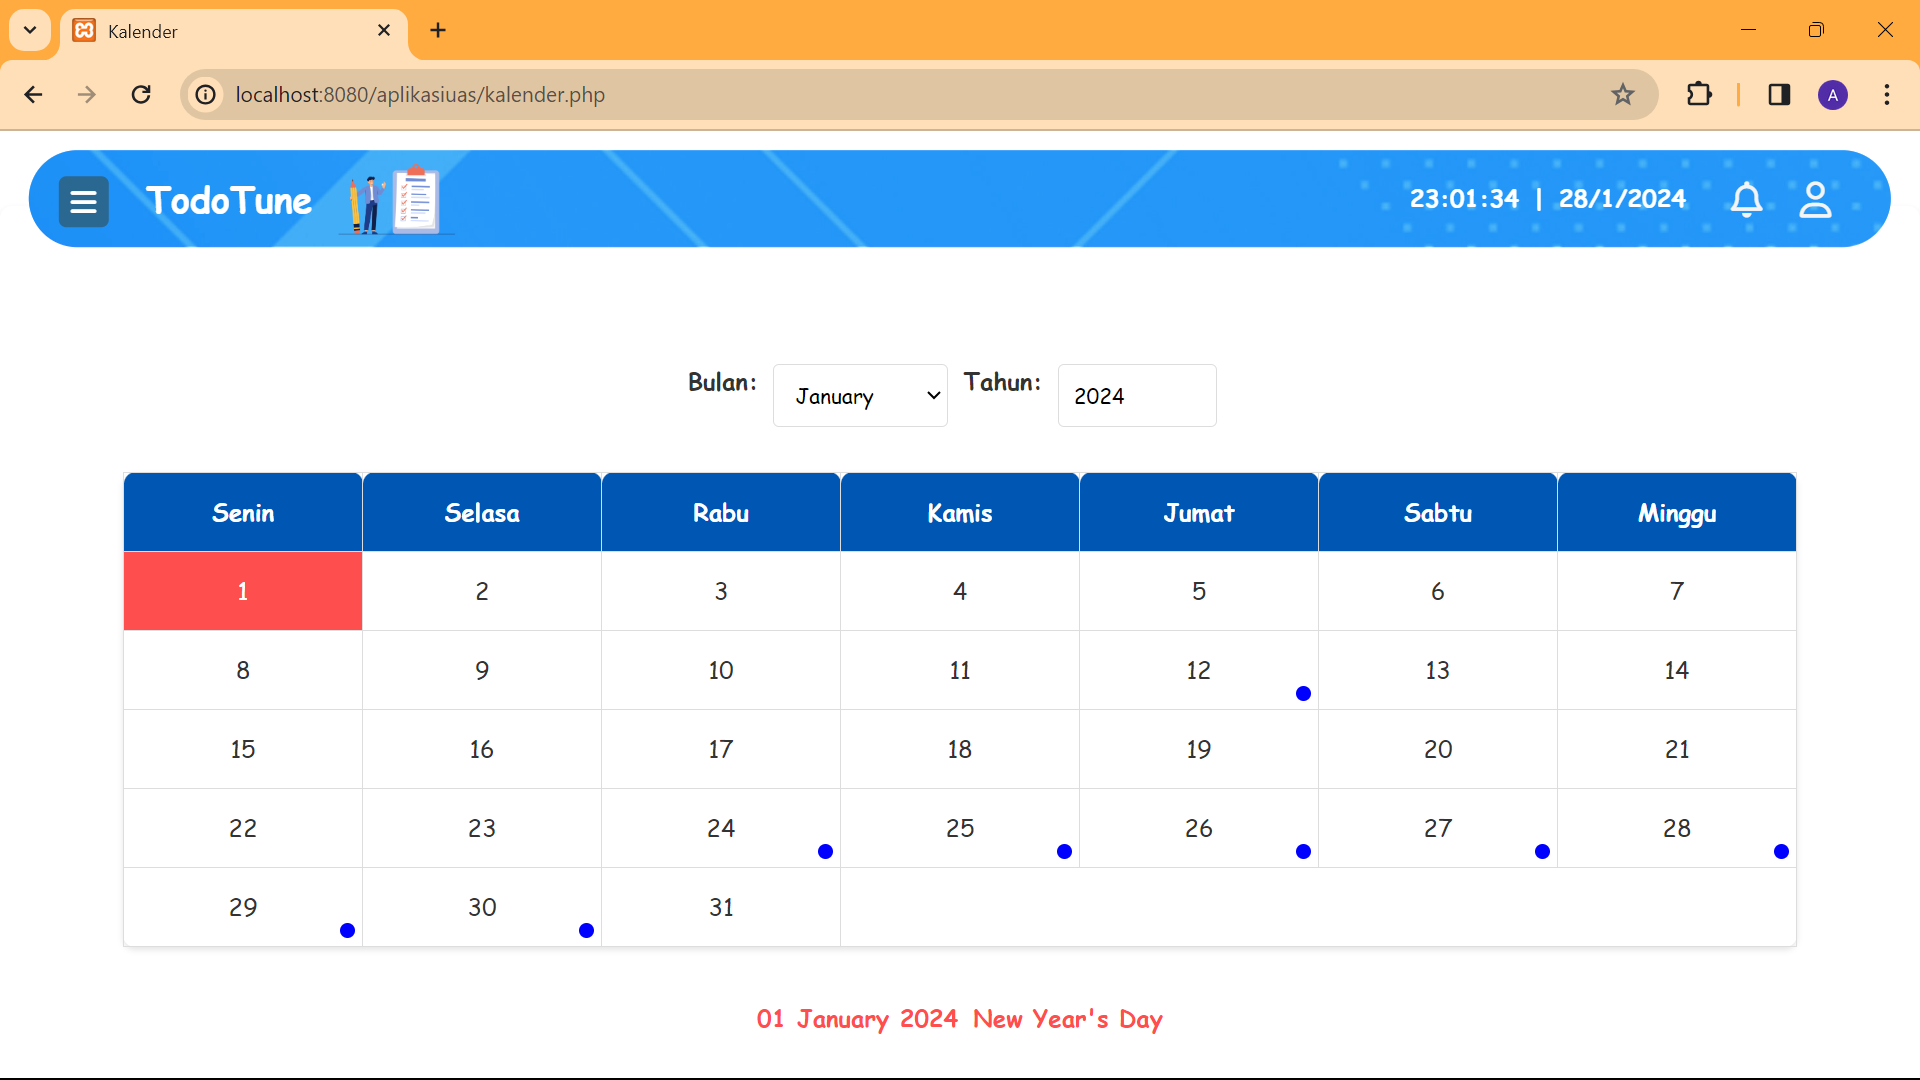 Kalender
localhost:8080/aplikasiuas/kalender.php
A
TodoTune
23:01:34 | 28/1/2024
Bulan: January Tahun: 2024
Senin Selasa Rabu Kamis Jumat Sabtu Minggu
1 2 3 4 5 6 7
8 9 10 11 12 13 14
15 16 17 18 19 20 21
22 23 24 25 26 27 28
29 30 31
01 January 2024 New Year's Day